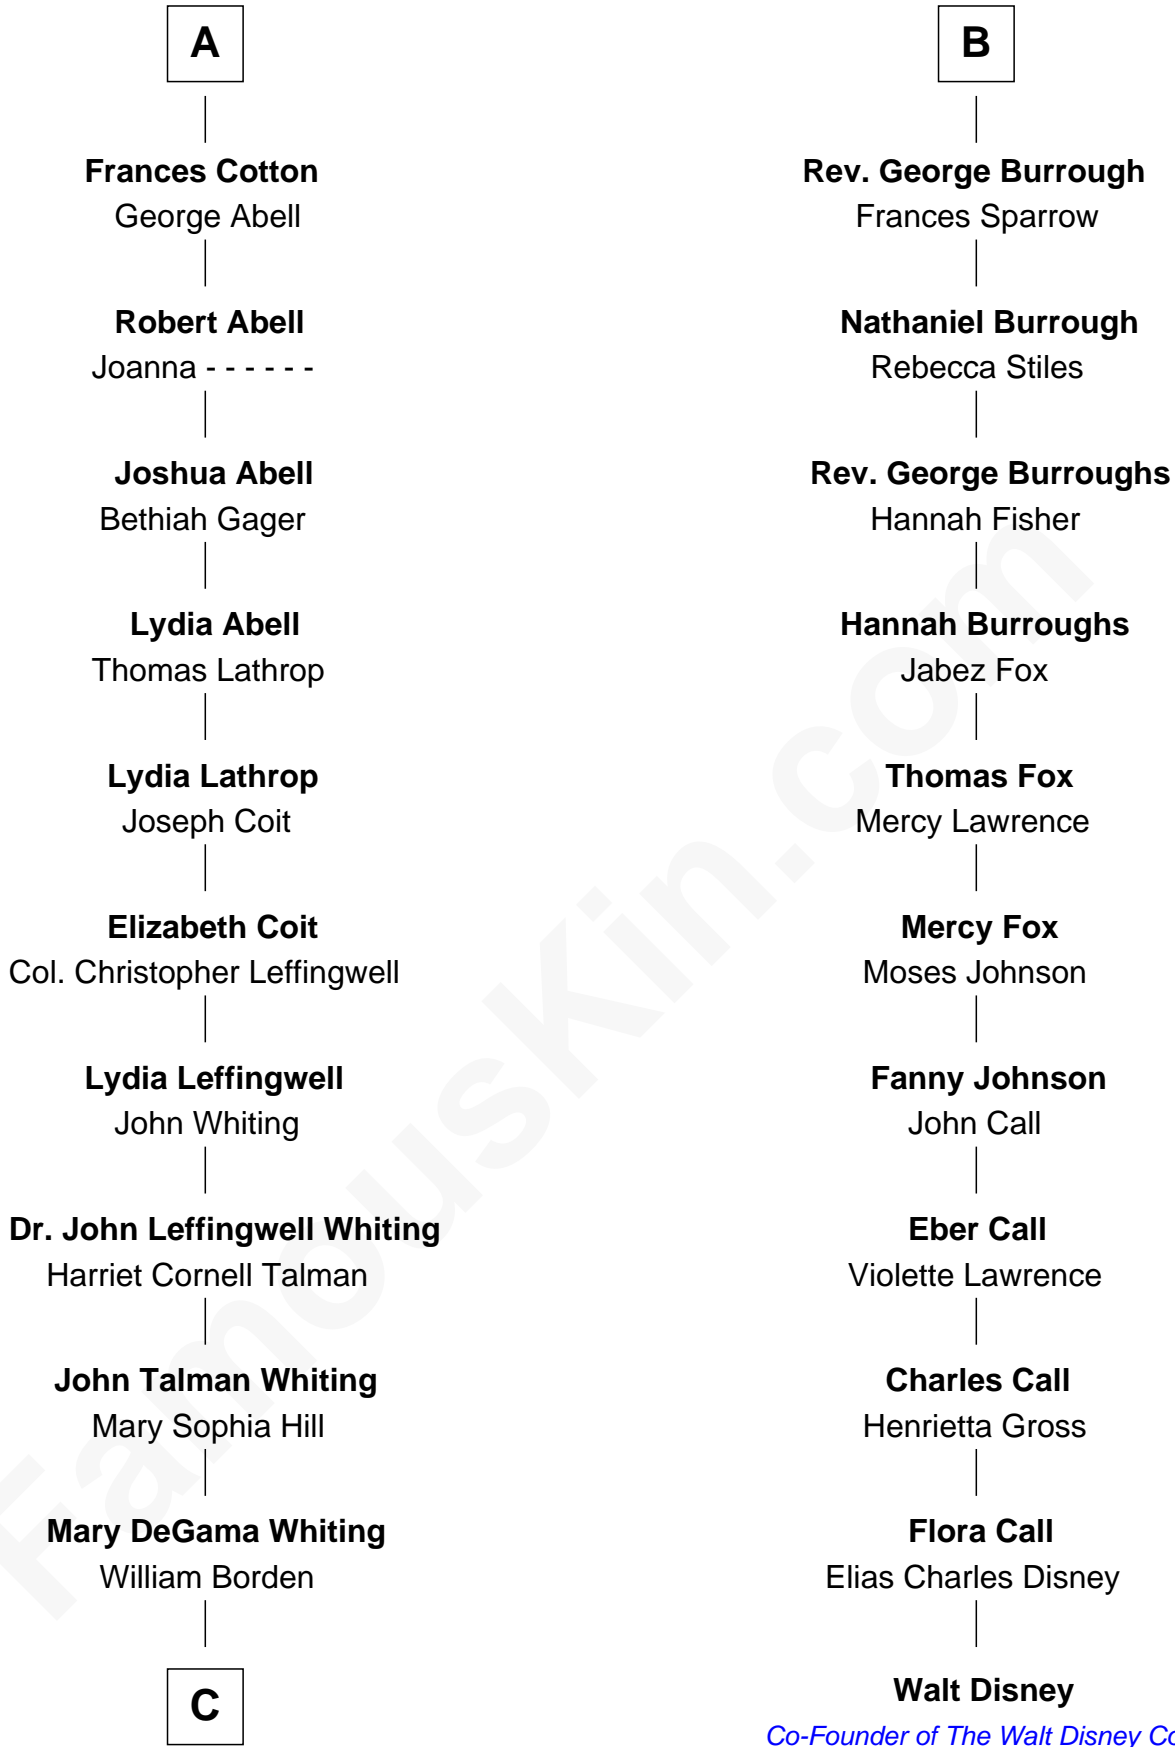 A
Frances Cotton
George Abell
Robert Abell
Joanna - - - - - -
Joshua Abell
Bethiah Gager
Lydia Abell
Thomas Lathrop
Lydia Lathrop
Joseph Coit
Elizabeth Coit
Col. Christopher Leffingwell
Lydia Leffingwell
John Whiting
Dr. John Leffingwell Whiting
Harriet Cornell Talman
John Talman Whiting
Mary Sophia Hill
Mary DeGama Whiting
William Borden
C
B
Rev. George Burrough
Frances Sparrow
Nathaniel Burrough
Rebecca Stiles
Rev. George Burroughs
Hannah Fisher
Hannah Burroughs
Jabez Fox
Thomas Fox
Mercy Lawrence
Mercy Fox
Moses Johnson
Fanny Johnson
John Call
Eber Call
Violette Lawrence
Charles Call
Henrietta Gross
Flora Call
Elias Charles Disney
Walt Disney
Co-Founder of The Walt Disney Co
FamousKin.com